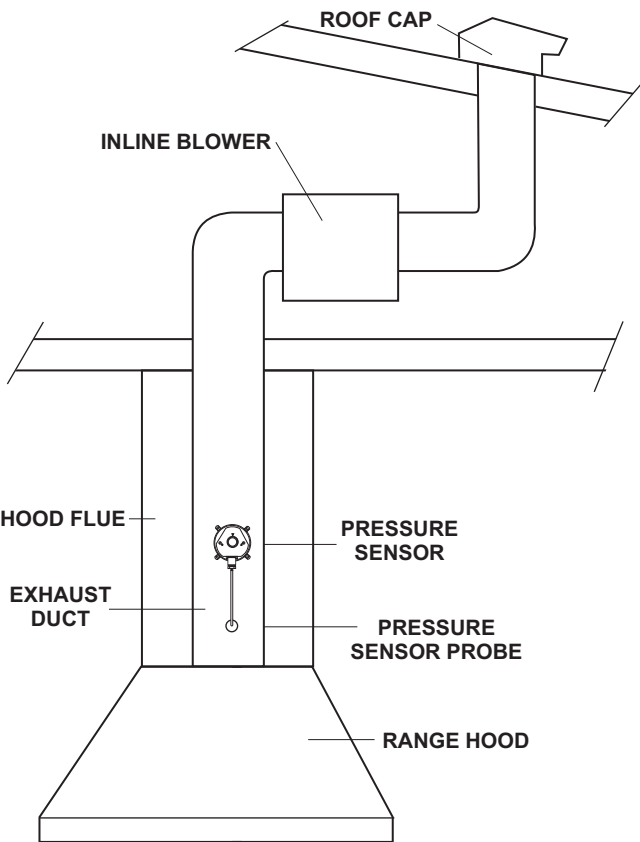 ROOF CAP
INLINE BLOWER
HOOD FLUE
PRESSURE
SENSOR
EXHAUST
DUCT
PRESSURE
SENSOR PROBE
RANGE HOOD